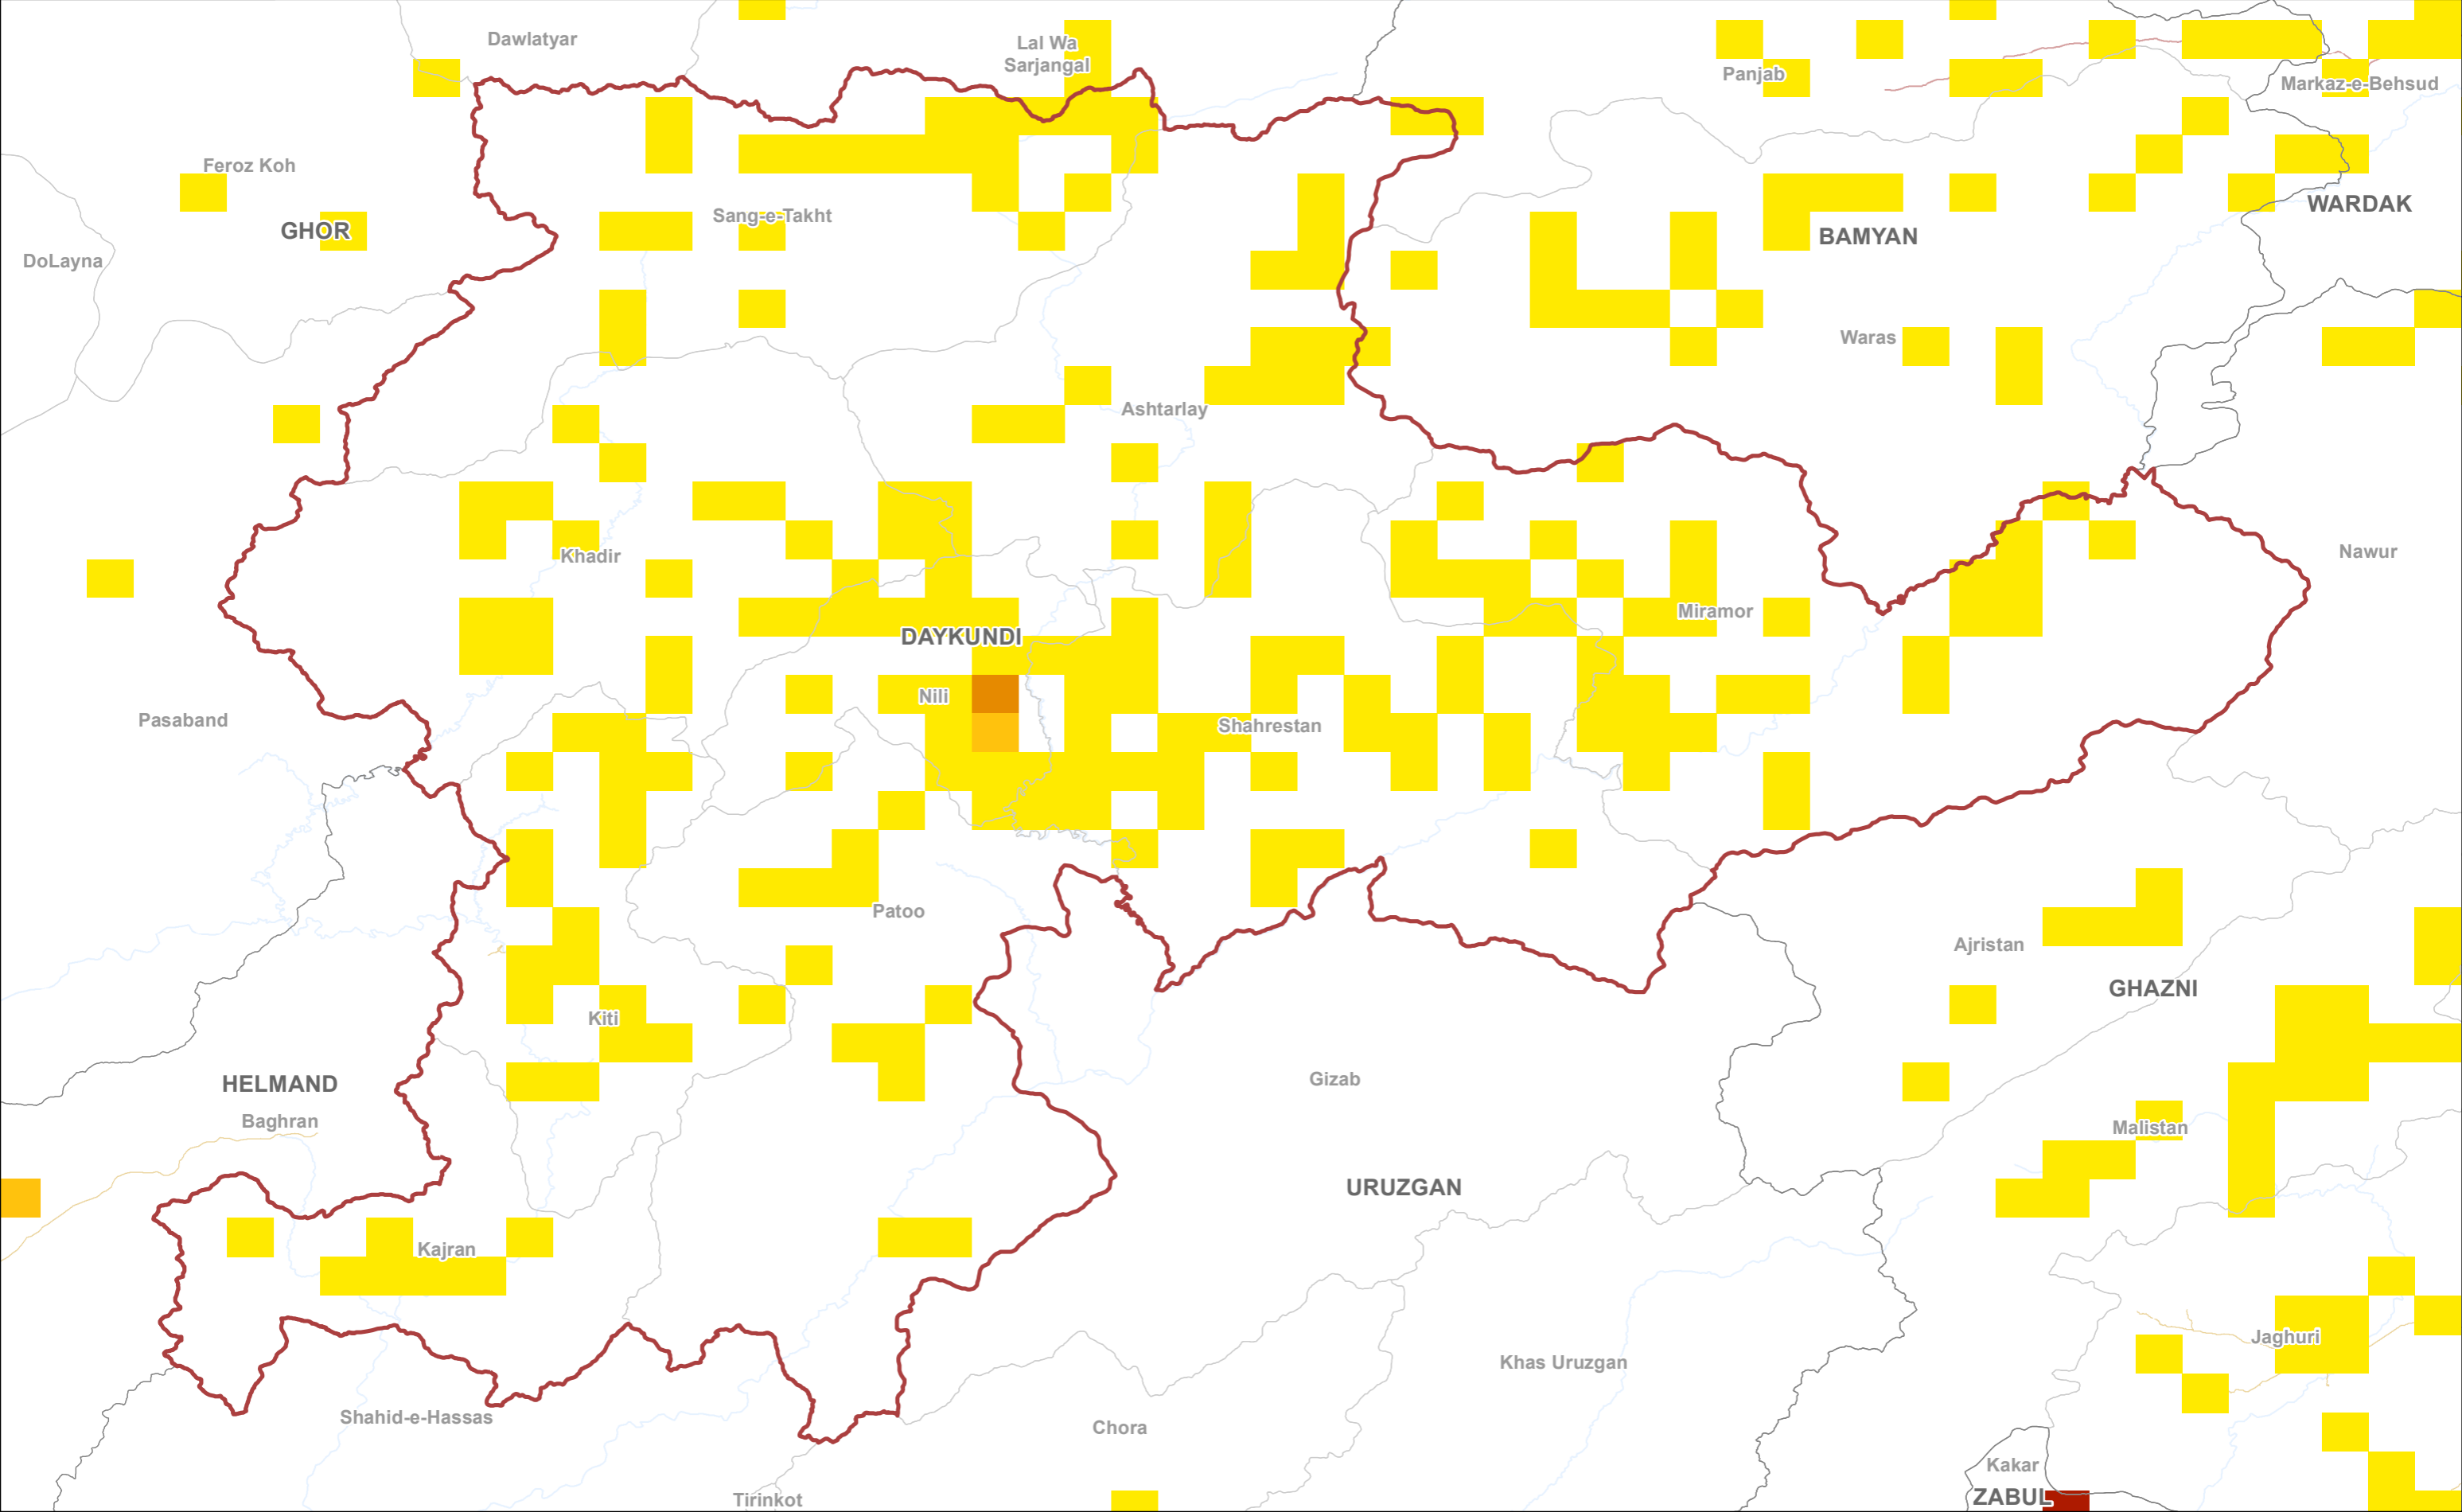 Dawlatyar
Lal Wa
Sarjangal
Panjab
Markaz-e-Behsud
Feroz Koh
WARDAK
Sang-e-Takht
GHOR
BAMYAN
DoLayna
Waras
Ashtarlay
Nawur
Khadir
Miramor
DAYKUNDI
Nili
Pasaband
Shahrestan
Patoo
Ajristan
GHAZNI
Kiti
Gizab
HELMAND
Baghran
Malistan
URUZGAN
Kajran
Jaghuri
Khas Uruzgan
Shahid-e-Hassas
Chora
Kakar
ZABUL
Tirinkot